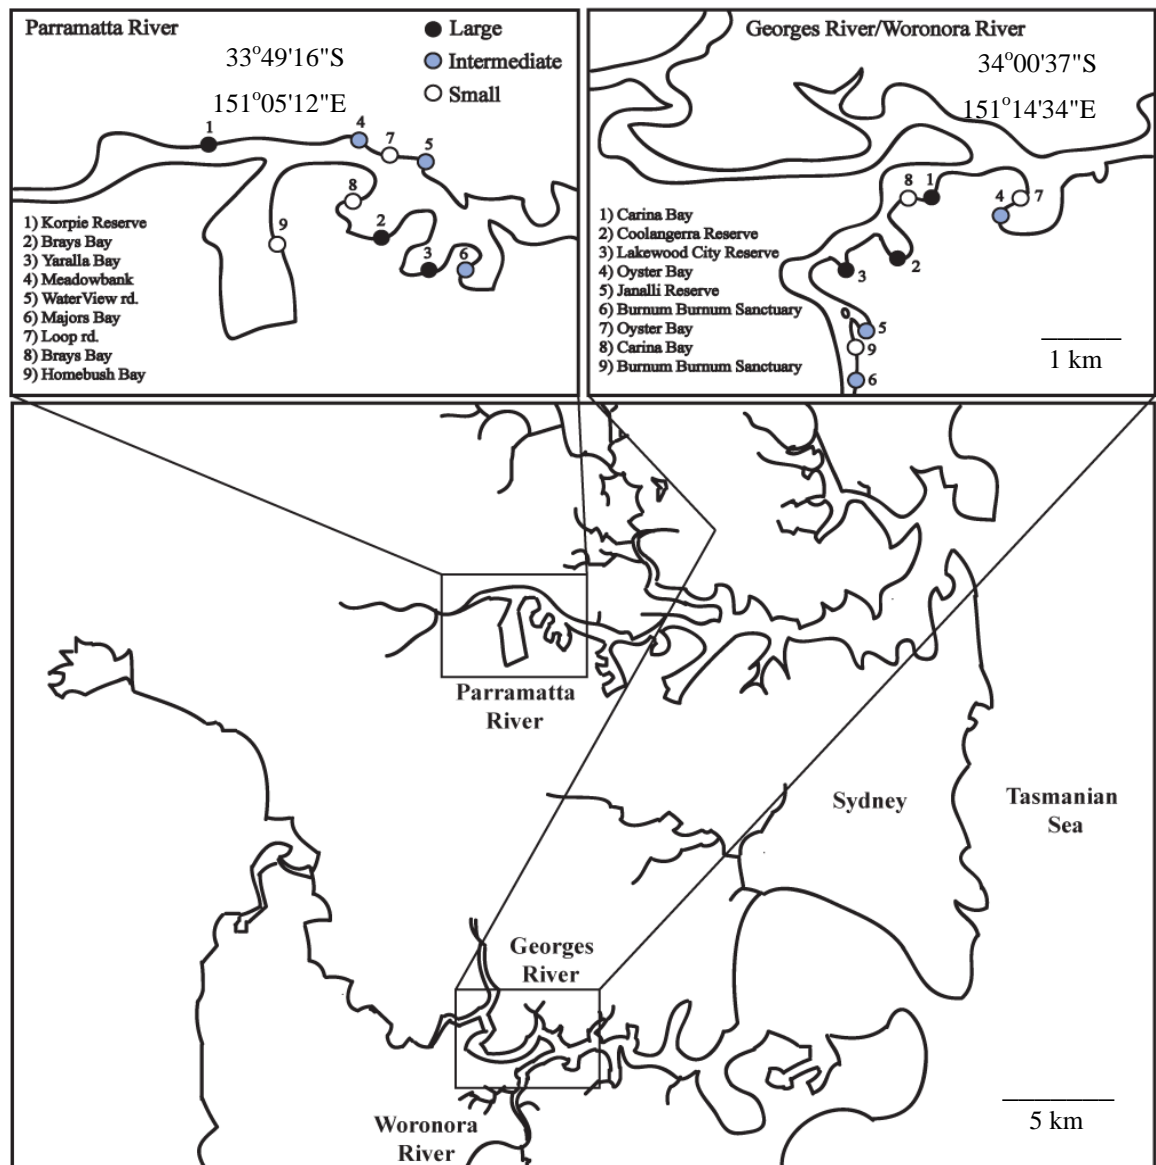 Parramatta River
Large
Intermediate
Small
33°49'16"S
151°05'12"E
1
4
7
5
8
2
9
3
6
1) Korpie Reserve
2) Brays Bay
3) Yaralla Bay
4) Meadowbank
5) WaterView rd.
6) Majors Bay
7) Loop rd.
8) Brays Bay
9) Homebush Bay
Georges River/Woronora River
34°00'37"S
151°14'34"E
8
1
4
7
2
3
5
9
6
1) Carina Bay
2) Coolangerra Reserve
3) Lakewood City Reserve
4) Oyster Bay
5) Janalli Reserve
6) Burnum Burnum Sanctuary
7) Oyster Bay
8) Carina Bay
9) Burnum Burnum Sanctuary
1 km
Parramatta
River
Sydney
Tasmanian
Sea
Georges
River
Woronora
River
5 km